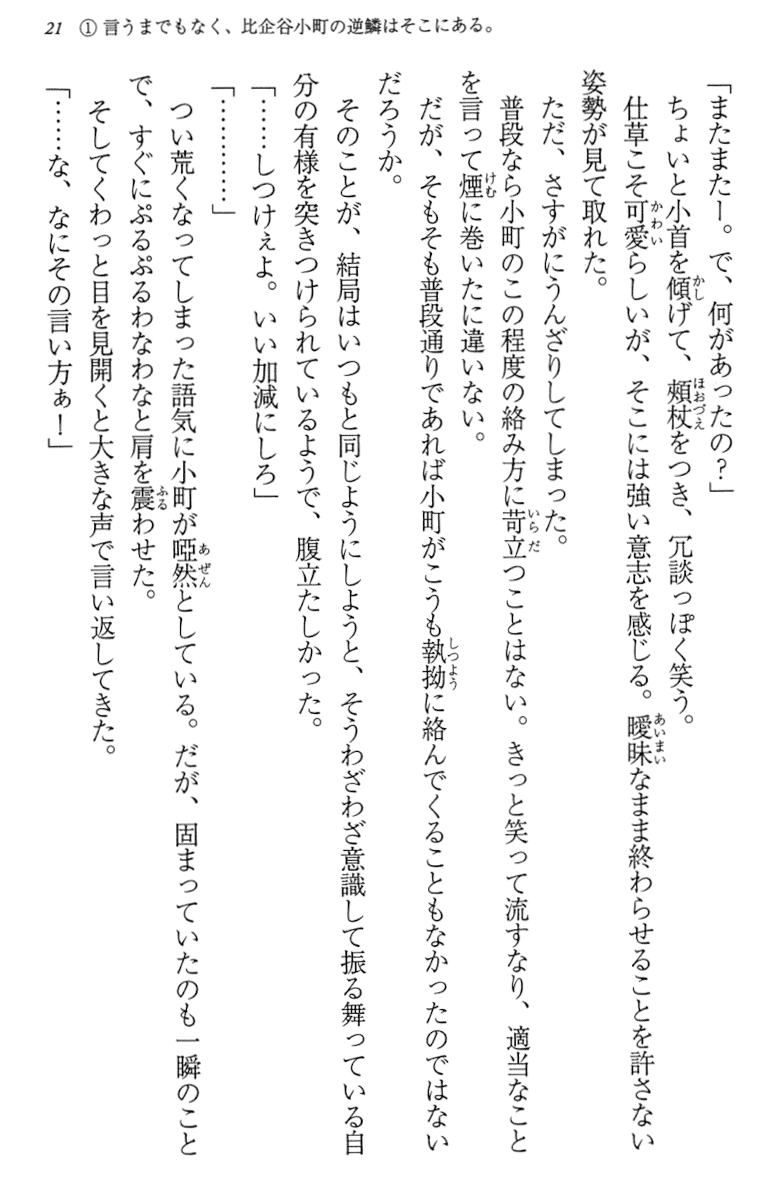 21　① 言うまでもなく、比企谷小町の逆鱗はそこにある。
「またまたー。で、何があったの？」
　ちょいと小首を傾げて、頬杖をつき、冗談っぽく笑う。
　仕草こそ可愛らしいが、そこには強い意志を感じる。曖昧なまま終わらせることを許さない
姿勢が見て取れた。
　ただ、さすがにうんざりしてしまった。
　普段なら小町のこの程度の絡み方に苛立つことはない。きっと笑って流すなり、適当なこと
を言って煙に巻いたに違いない。
　だが、そもそも普段通りであれば小町がこうも執拗に絡んでくることもなかったのではない
だろうか。
　そのことが、結局はいつもと同じようにしようと、そうわざわざ意識して振る舞っている自
分の有様を突きつけられているようで、腹立たしかった。
「……しつけぇよ。いい加減にしろ」
「…………」
　つい荒くなってしまった語気に小町が啞然としている。だが、固まっていたのも一瞬のこと
で、すぐにぷるぷるわなわなと肩を震わせた。
　そしてくわっと目を見開くと大きな声で言い返してきた。
「……な、なにその言い方ぁ！」